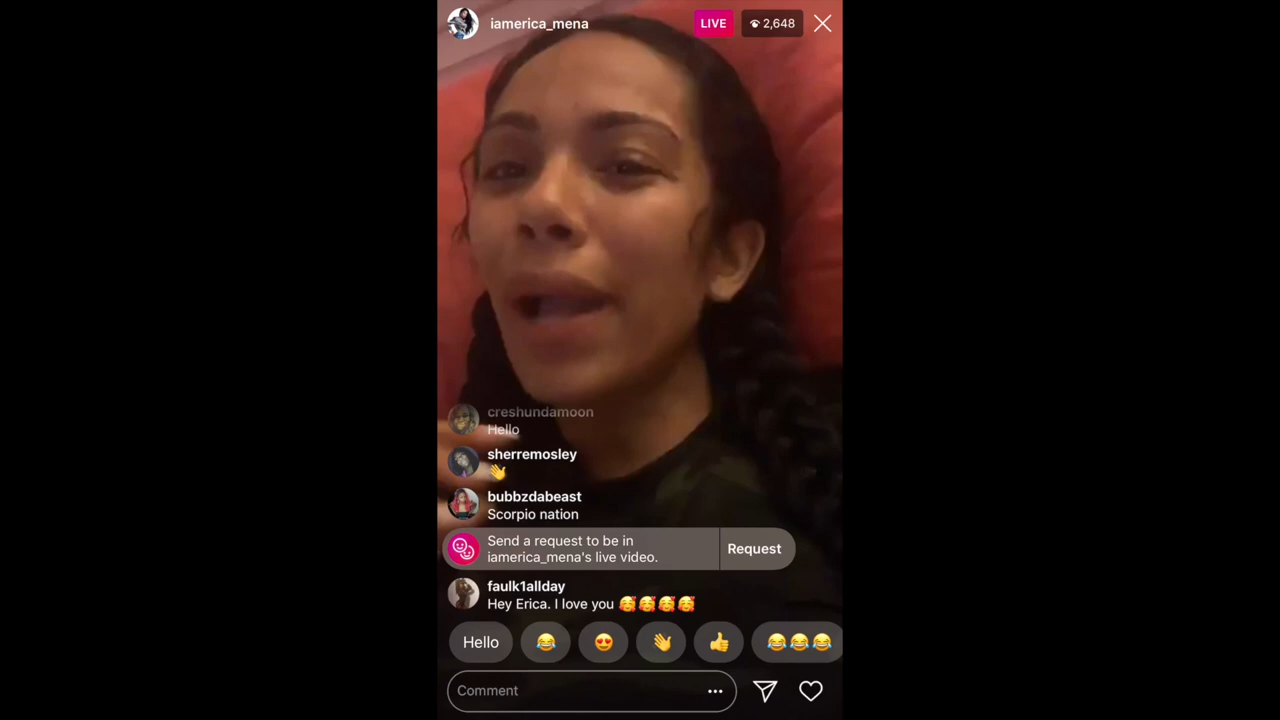 iamerica_mena
LIVE
2,648
creshundamoon
Hello
sherremosley
👋
bubbzdabeast
Scorpio nation
Send a request to be in
iamerica_mena's live video.
Request
faulk1allday
Hey Erica. I love you 🥰🥰🥰🥰
Hello 😂 😍 👋 👍 😂😂😂
Comment